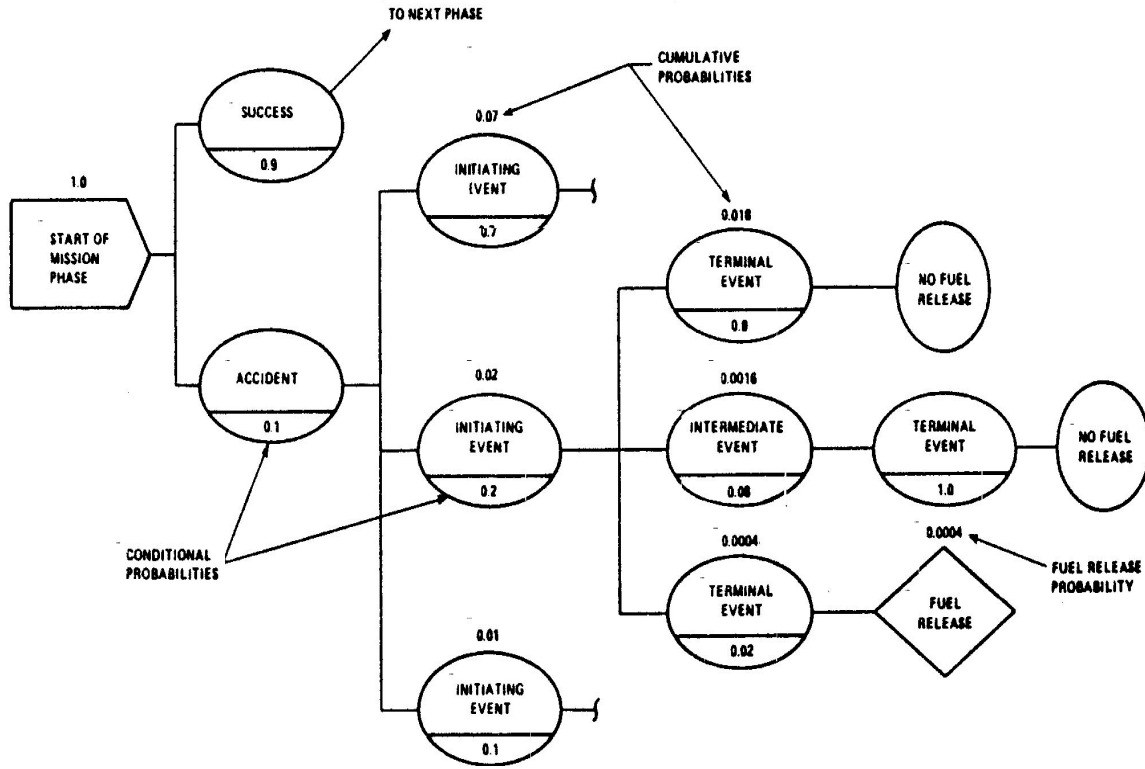 TO NEXT PHASE
CUMULATIVE
PROBABILITIES
SUCCESS
0.9
0.07
INITIATING
EVENT
0.7
1.0
START OF
MISSION
PHASE
0.018
TERMINAL
EVENT
0.9
NO FUEL
RELEASE
ACCIDENT
0.1
0.02
INITIATING
EVENT
0.2
0.0016
INTERMEDIATE
EVENT
0.08
TERMINAL
EVENT
1.0
NO FUEL
RELEASE
CONDITIONAL
PROBABILITIES
0.0004
TERMINAL
EVENT
0.02
0.0004
FUEL
RELEASE
FUEL RELEASE
PROBABILITY
0.01
INITIATING
EVENT
0.1